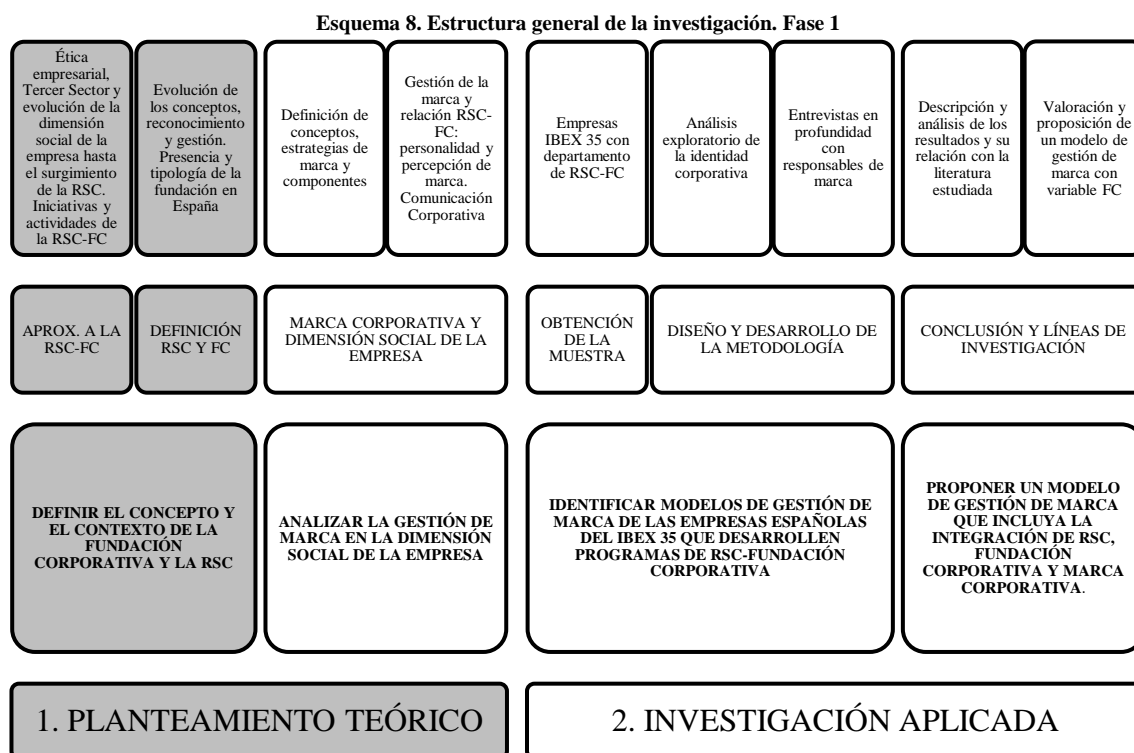 Esquema 8. Estructura general de la investigación. Fase 1
Ética
empresarial,
Tercer Sector y
evolución de la
dimensión
social de la
empresa hasta
el surgimiento
de la RSC.
Iniciativas y
actividades de
la RSC-FC
Evolución de
los conceptos,
reconocimiento
y gestión.
Presencia y
tipología de la
fundación en
España
Definición de
conceptos,
estrategias de
marca y
componentes
Gestión de la
marca y
relación RSC-
FC:
personalidad y
percepción de
marca.
Comunicación
Corporativa
Empresas
IBEX 35 con
departamento
de RSC-FC
Análisis
exploratorio de
la identidad
corporativa
Entrevistas en
profundidad
con
responsables de
marca
Descripción y
análisis de los
resultados y su
relación con la
literatura
estudiada
Valoración y
proposición de
un modelo de
gestión de
marca con
variable FC
APROX. A LA
RSC-FC
DEFINICIÓN
RSC Y FC
MARCA CORPORATIVA Y
DIMENSIÓN SOCIAL DE LA
EMPRESA
OBTENCIÓN
DE LA
MUESTRA
DISEÑO Y DESARROLLO DE
LA METODOLOGÍA
CONCLUSIÓN Y LÍNEAS DE
INVESTIGACIÓN
DEFINIR EL CONCEPTO Y
EL CONTEXTO DE LA
FUNDACIÓN
CORPORATIVA Y LA RSC
ANALIZAR LA GESTIÓN DE
MARCA EN LA DIMENSIÓN
SOCIAL DE LA EMPRESA
IDENTIFICAR MODELOS DE GESTIÓN DE
MARCA DE LAS EMPRESAS ESPAÑOLAS
DEL IBEX 35 QUE DESARROLLEN
PROGRAMAS DE RSC-FUNDACIÓN
CORPORATIVA
PROPONER UN MODELO
DE GESTIÓN DE MARCA
QUE INCLUYA LA
INTEGRACIÓN DE RSC,
FUNDACIÓN
CORPORATIVA Y MARCA
CORPORATIVA.
1. PLANTEAMIENTO TEÓRICO
2. INVESTIGACIÓN APLICADA